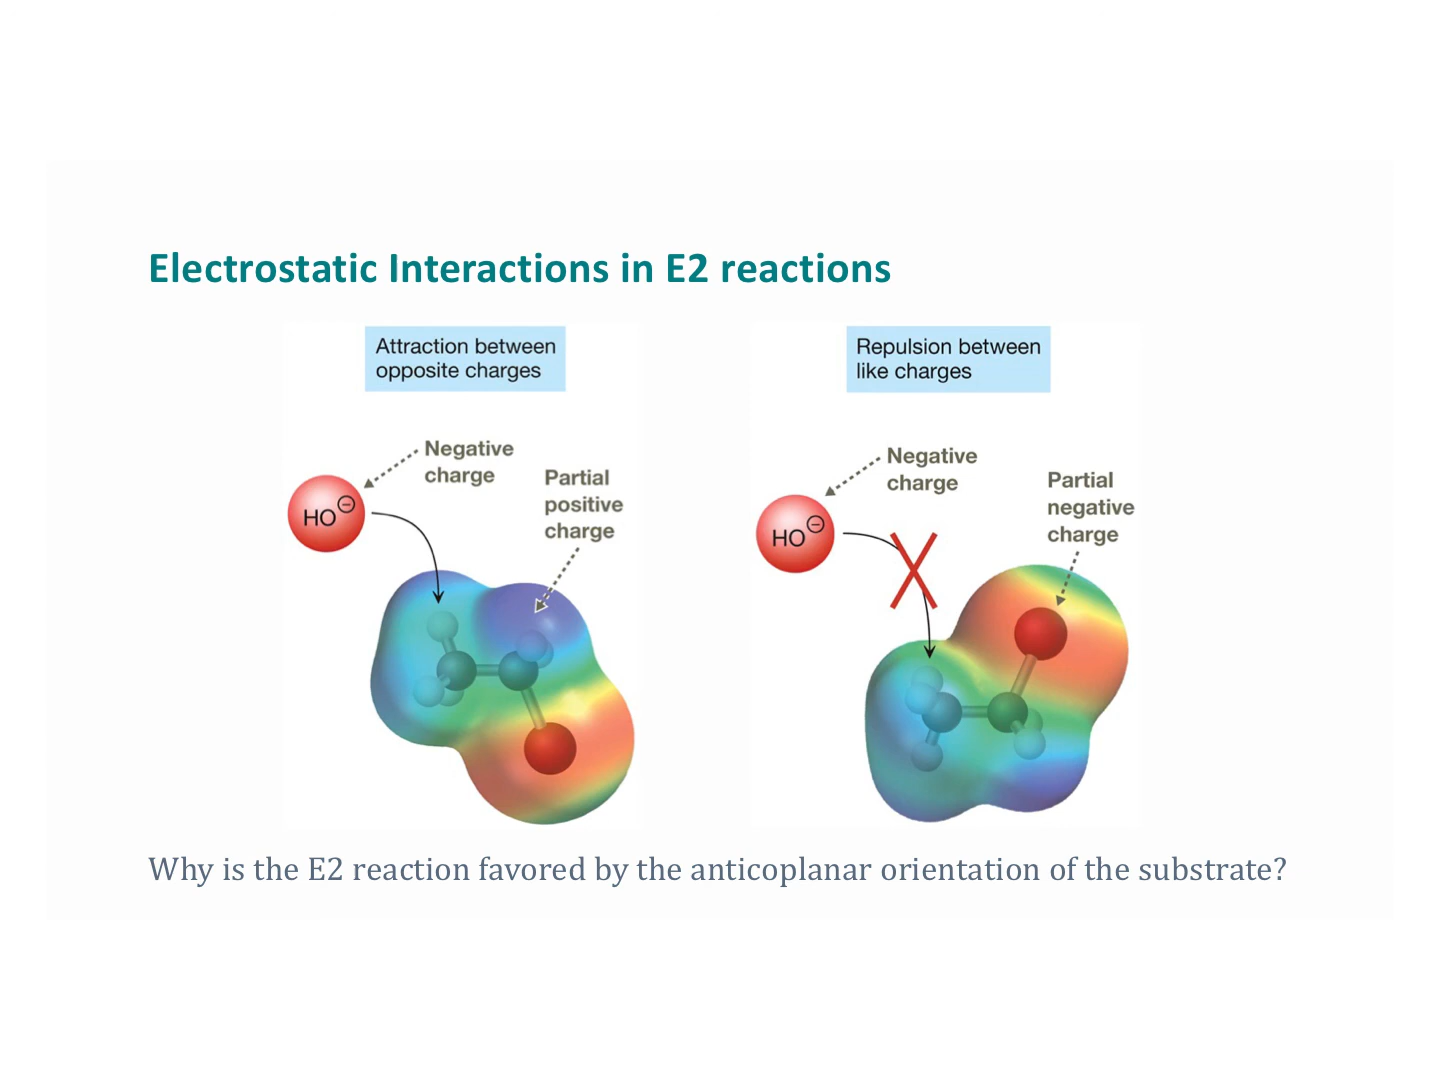 Electrostatic Interactions in E2 reactions
Attraction between
opposite charges
Negative
charge
Partial
positive
charge
HO⊖
Repulsion between
like charges
Negative
charge
Partial
negative
charge
HO⊖
Why is the E2 reaction favored by the anticoplanar orientation of the substrate?